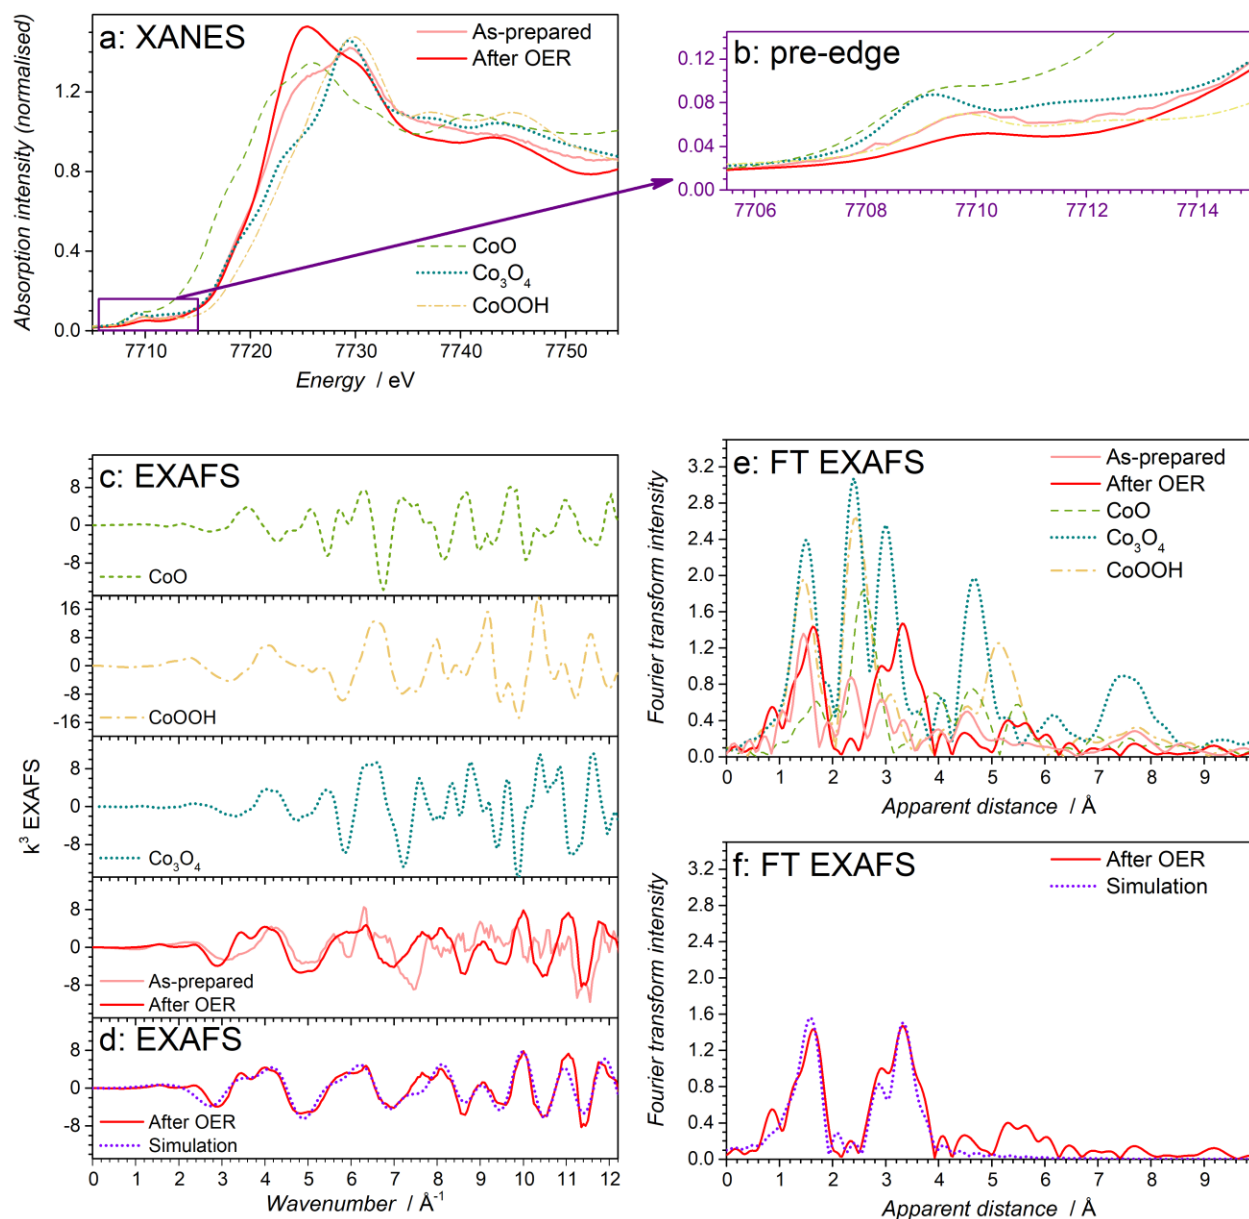 a: XANES
As-prepared
After OER
CoO
Co₃O₄
CoOOH
Absorption intensity (normalised)
0.0
0.4
0.8
1.2
7710 7720 7730 7740 7750
Energy / eV
b: pre-edge
0.12
0.08
0.04
0.00
7706 7708 7710 7712 7714
c: EXAFS
8
0
-8
CoO
16
8
0
-8
-16
CoOOH
8
0
-8
Co₃O₄
8
0
-8
As-prepared
After OER
k³ EXAFS
d: EXAFS
8
0
-8
After OER
Simulation
0 1 2 3 4 5 6 7 8 9 10 11 12
Wavenumber / Å⁻¹
e: FT EXAFS
As-prepared
After OER
CoO
Co₃O₄
CoOOH
Fourier transform intensity
3.2
2.8
2.4
2.0
1.6
1.2
0.8
0.4
0.0
0 1 2 3 4 5 6 7 8 9
Apparent distance / Å
f: FT EXAFS
After OER
Simulation
Fourier transform intensity
3.2
2.8
2.4
2.0
1.6
1.2
0.8
0.4
0.0
0 1 2 3 4 5 6 7 8 9
Apparent distance / Å